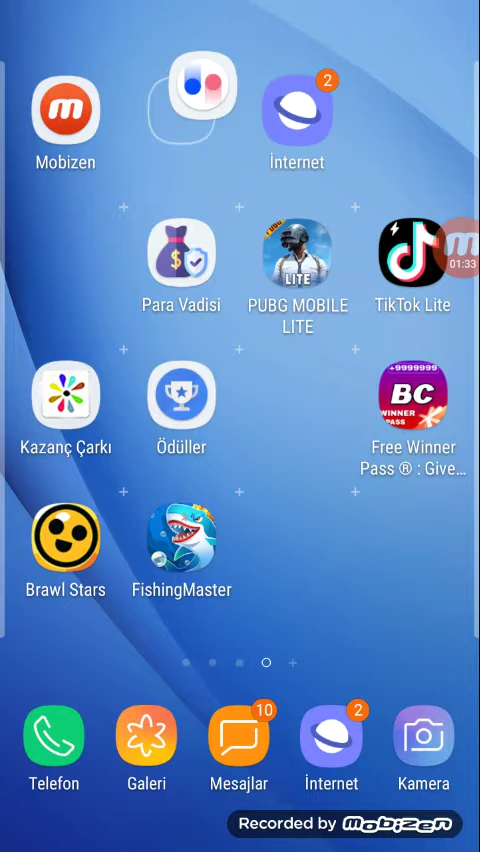 2
Mobizen
İnternet
01:33
$
LITE
Para Vadisi
PUBG MOBILE
LITE
TikTok Lite
+9999999
BC
WINNER
PASS
Kazanç Çarkı
Ödüller
Free Winner
Pass ® : Give...
Brawl Stars
FishingMaster
10
2
Telefon
Galeri
Mesajlar
İnternet
Kamera
Recorded by mobizen